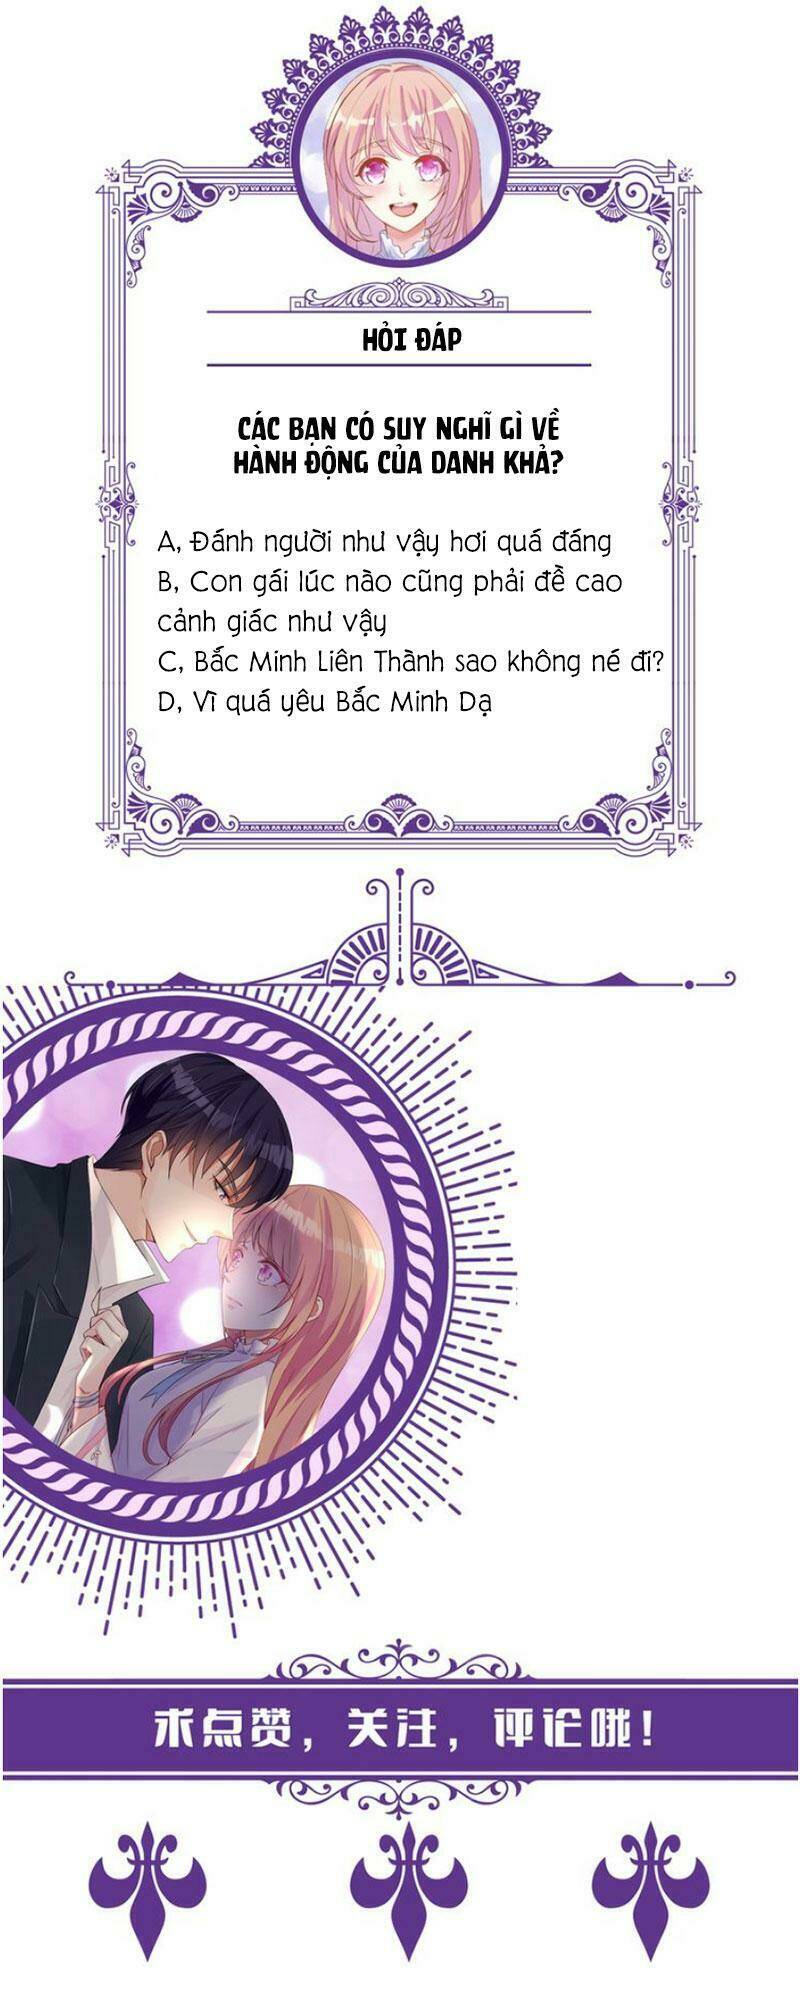 HỎI ĐÁP
CÁC BẠN CÓ SUY NGHĨ GÌ VỀ
HÀNH ĐỘNG CỦA DANH KHẢ?
A, Đánh người như vậy hơi quá đáng
B, Con gái lúc nào cũng phải đề cao
cảnh giác như vậy
C, Bắc Minh Liên Thành sao không né đi?
D, Vì quá yêu Bắc Minh Dạ
求点赞，关注，评论哦！